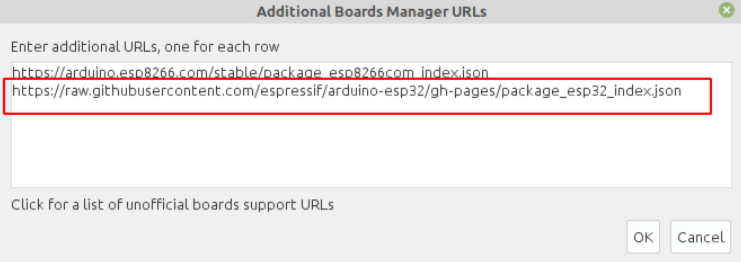 Additional Boards Manager URLs
Enter additional URLs, one for each row
https://arduino.esp8266.com/stable/package_esp8266com_index.json
https://raw.githubusercontent.com/espressif/arduino-esp32/gh-pages/package_esp32_index.json
Click for a list of unofficial boards support URLs
OK Cancel